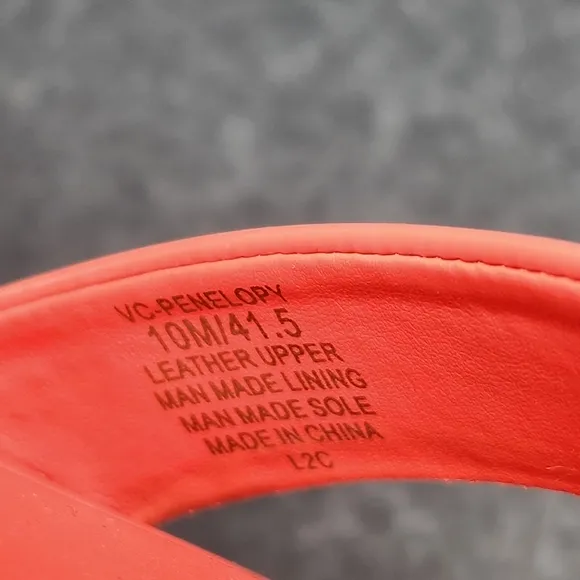 VC-PENELOPY
10M/41.5
LEATHER UPPER
MAN MADE LINING
MAN MADE SOLE
MADE IN CHINA
L2C